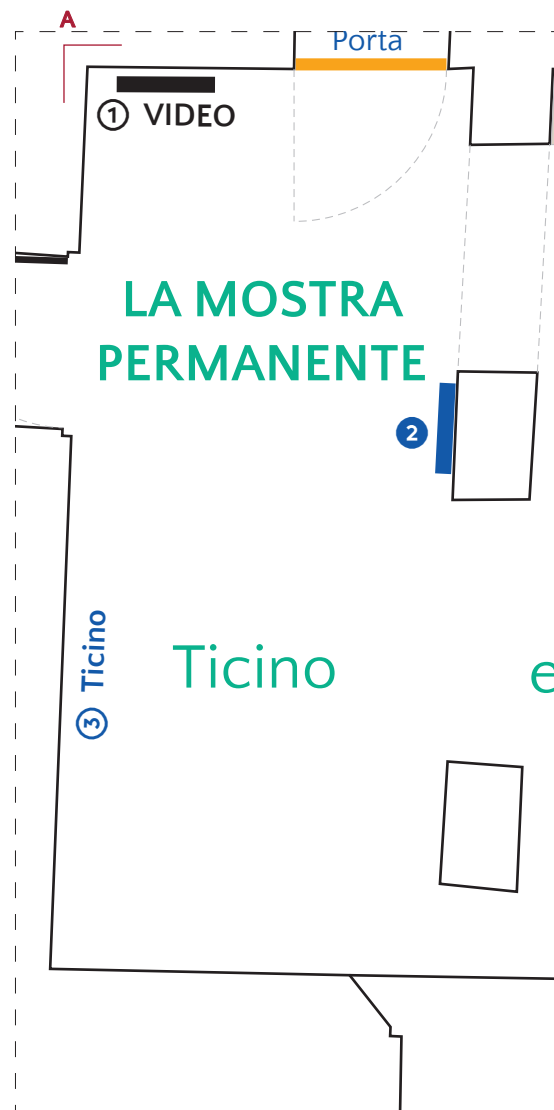 A
Porta
1 VIDEO
LA MOSTRA
PERMANENTE
2
3 Ticino
Ticino
e